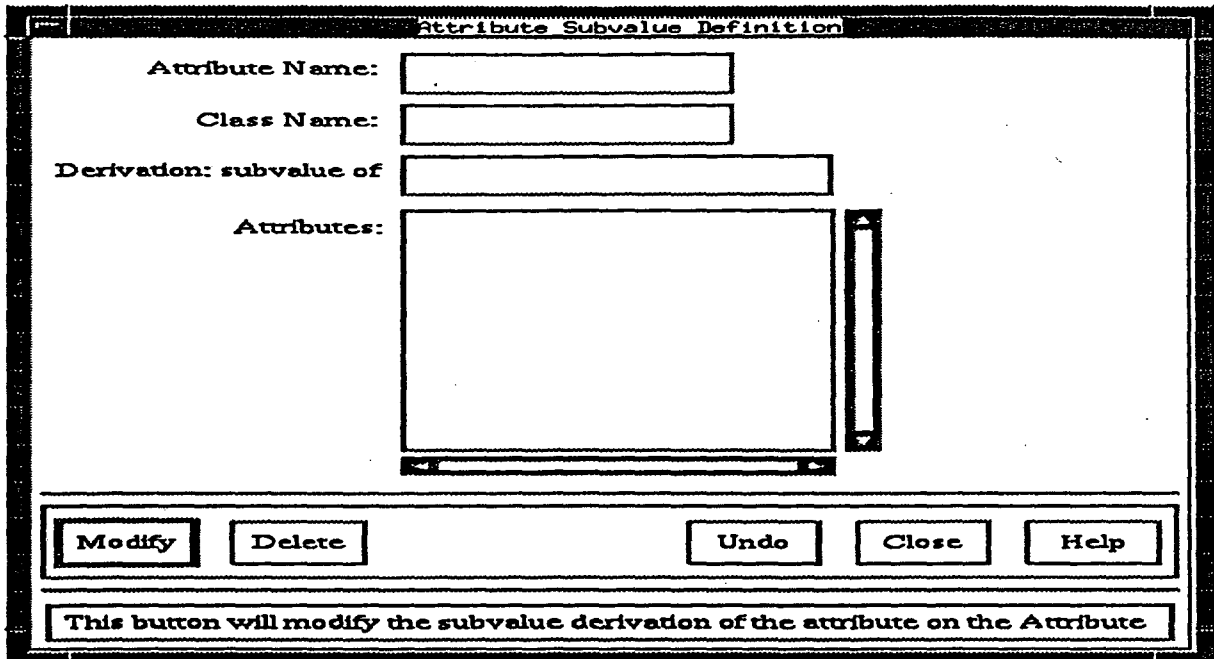 Attribute Subvalue Definition
Attribute Name:
Class Name:
Derivation: subvalue of
Attributes:
Modify Delete Undo Close Help
This button will modify the subvalue derivation of the attribute on the Attribute